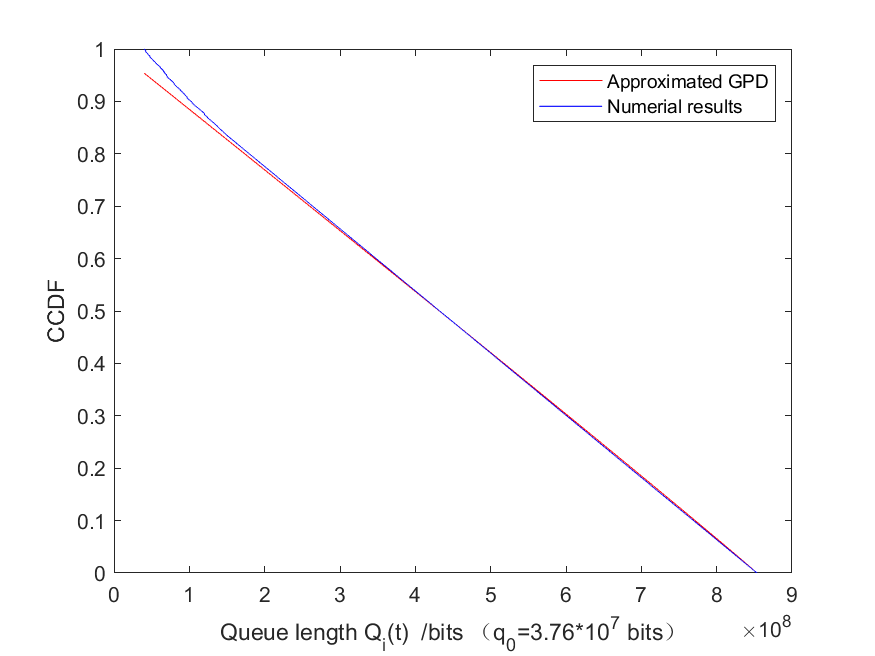 1
0.9
0.8
0.7
0.6
0.5
0.4
0.3
0.2
0.1
0
CCDF
Approximated GPD
Numerial results
0 1 2 3 4 5 6 7 8 9
×10^8
Queue length Q_i(t) /bits （q_0=3.76*10^7 bits）